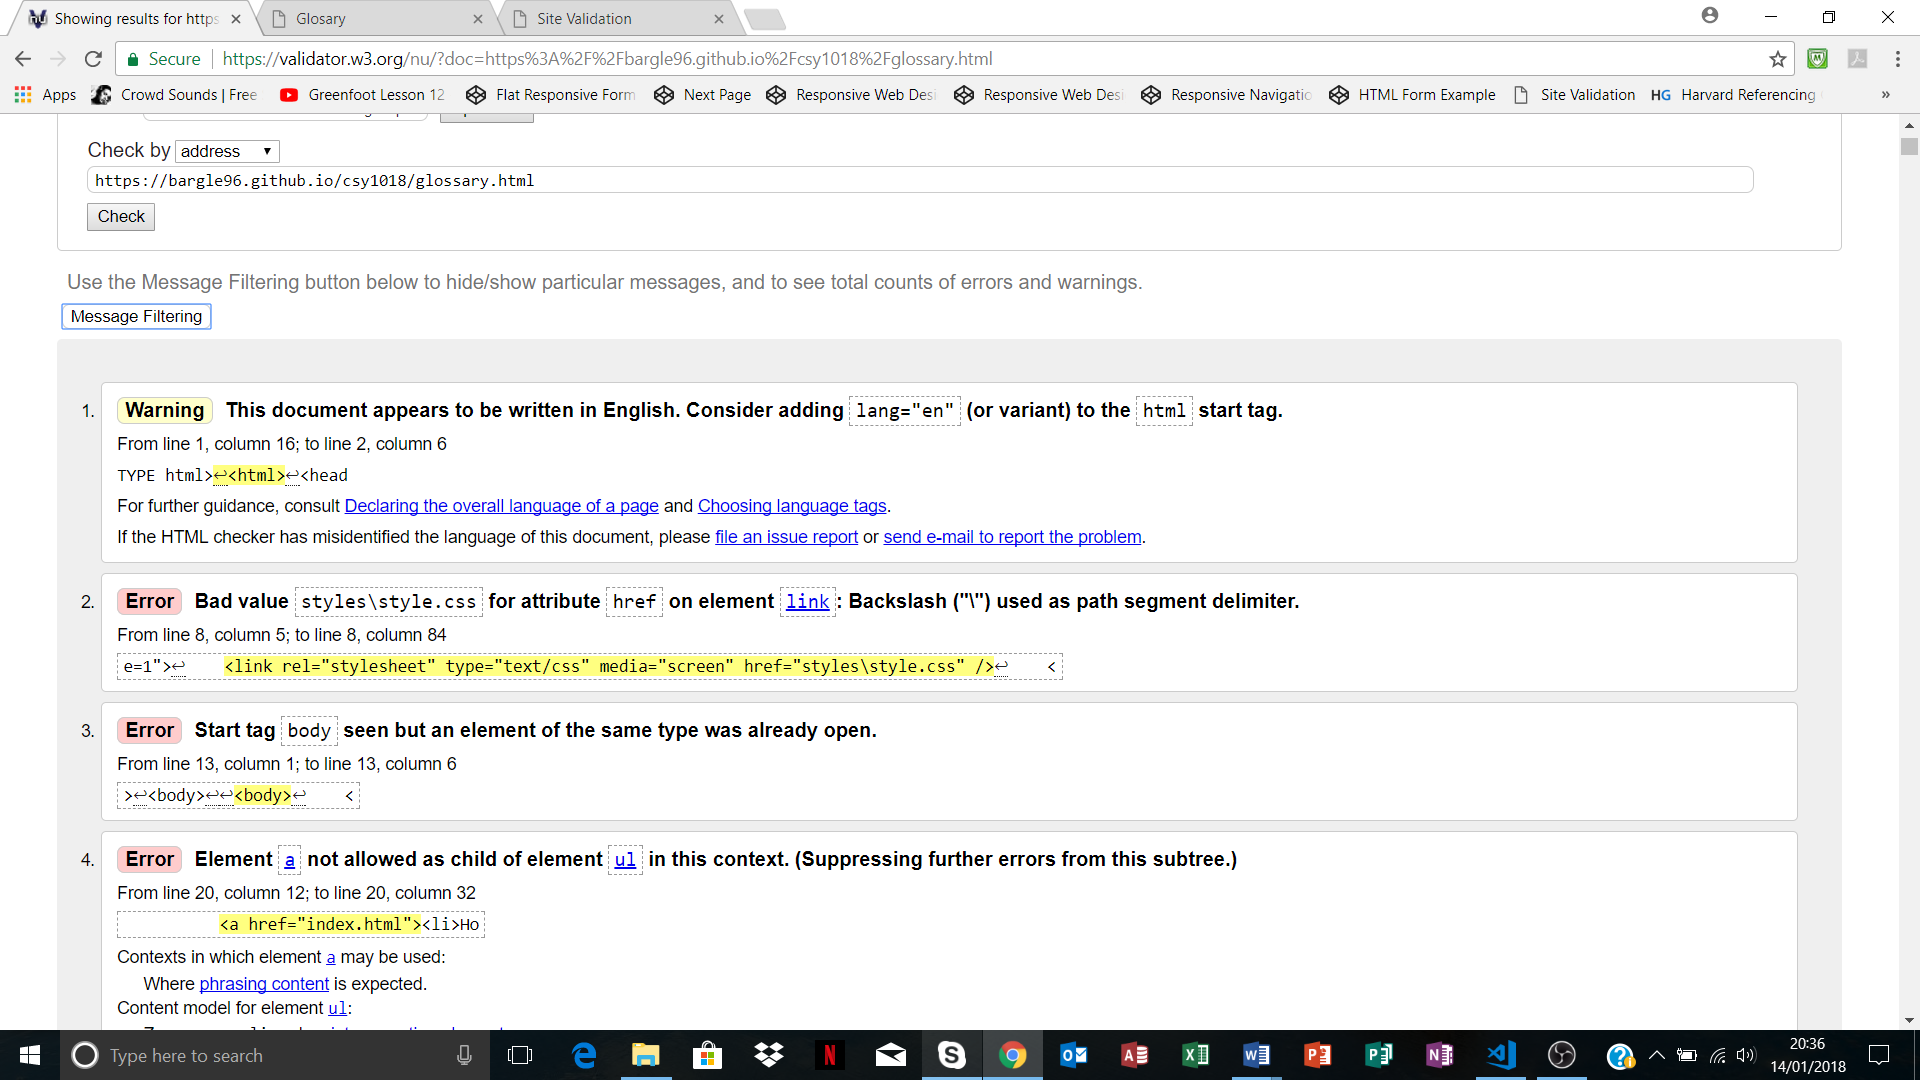 Showing results for https
Glosary
Site Validation
Secure
https://validator.w3.org/nu/?doc=https%3A%2F%2Fbargle96.github.io%2Fcsy1018%2Fglossary.html
Apps
Crowd Sounds | Free
Greenfoot Lesson 12
Flat Responsive Form
Next Page
Responsive Web Desi
Responsive Web Desi
Responsive Navigatio
HTML Form Example
Site Validation
HG Harvard Referencing
»
Check by address
https://bargle96.github.io/csy1018/glossary.html
Check
Use the Message Filtering button below to hide/show particular messages, and to see total counts of errors and warnings.
Message Filtering
1. Warning This document appears to be written in English. Consider adding lang="en" (or variant) to the html start tag.
From line 1, column 16; to line 2, column 6
TYPE html>↩<html>↩<head
For further guidance, consult Declaring the overall language of a page and Choosing language tags.
If the HTML checker has misidentified the language of this document, please file an issue report or send e-mail to report the problem.
2. Error Bad value styles\style.css for attribute href on element link: Backslash ("\") used as path segment delimiter.
From line 8, column 5; to line 8, column 84
e=1">↩    <link rel="stylesheet" type="text/css" media="screen" href="styles\style.css" />↩    <
3. Error Start tag body seen but an element of the same type was already open.
From line 13, column 1; to line 13, column 6
>↩<body>↩↩<body>↩    <
4. Error Element a not allowed as child of element ul in this context. (Suppressing further errors from this subtree.)
From line 20, column 12; to line 20, column 32
<a href="index.html"><li>Ho
Contexts in which element a may be used:
Where phrasing content is expected.
Content model for element ul:
Type here to search
20:36
14/01/2018